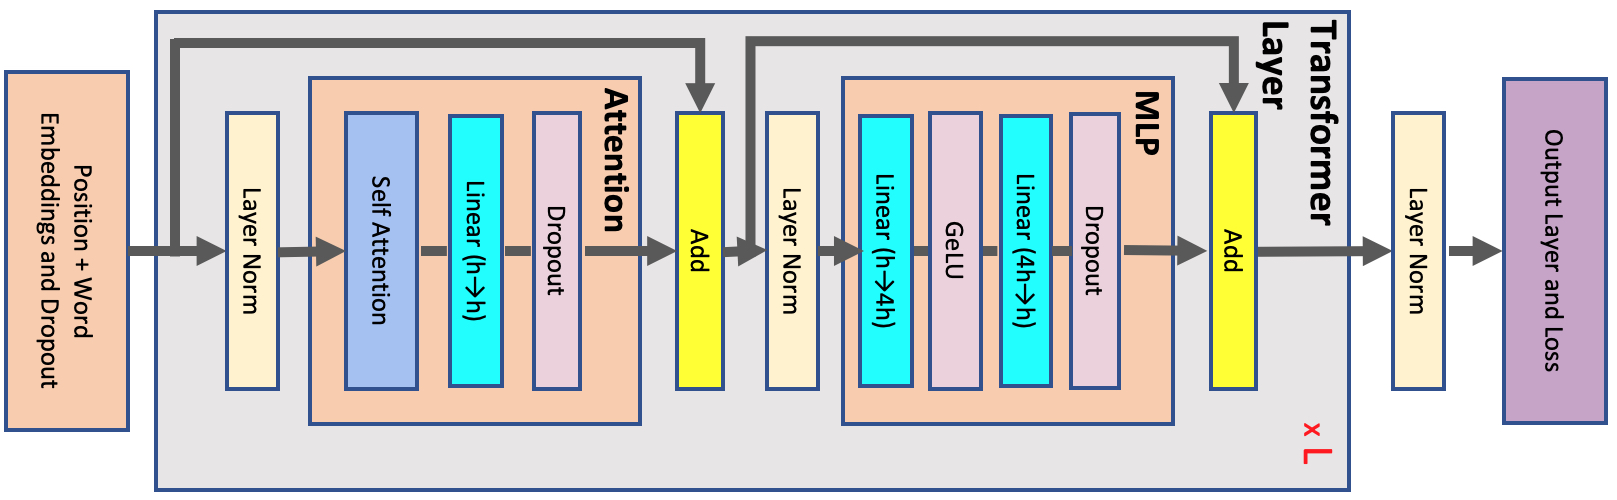 Position + Word
Embeddings and Dropout
Layer Norm
Attention
Self Attention
Linear (h→h)
Dropout
Add
Layer Norm
MLP
Linear (h→4h)
GeLU
Linear (4h→h)
Dropout
Add
Transformer
Layer
x L
Layer Norm
Output Layer and Loss